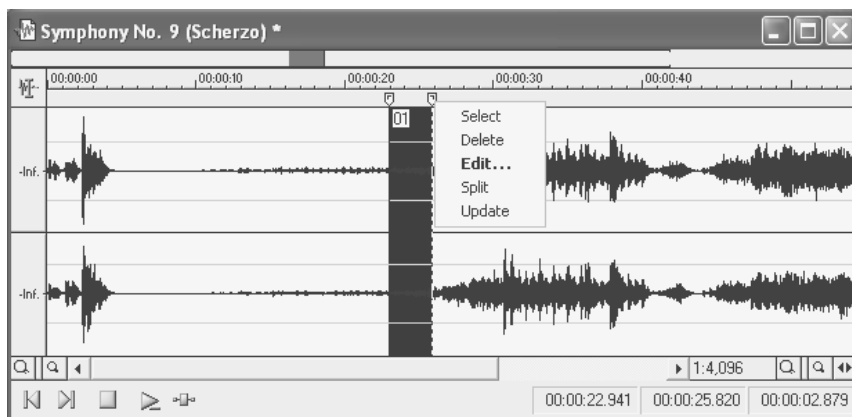 Symphony No. 9 (Scherzo) *
00:00:00 00:00:10 00:00:20 00:00:30 00:00:40
01
Select
Delete
Edit...
Split
Update
-Inf.
-Inf.
1:4,096
00:00:22.941 00:00:25.820 00:00:02.879